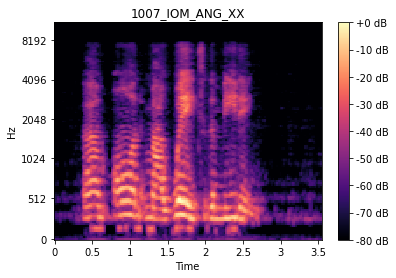 1007_IOM_ANG_XX
Hz
8192
4096
2048
1024
512
0
0 0.5 1 1.5 2 2.5 3 3.5
Time
+0 dB
-10 dB
-20 dB
-30 dB
-40 dB
-50 dB
-60 dB
-70 dB
-80 dB